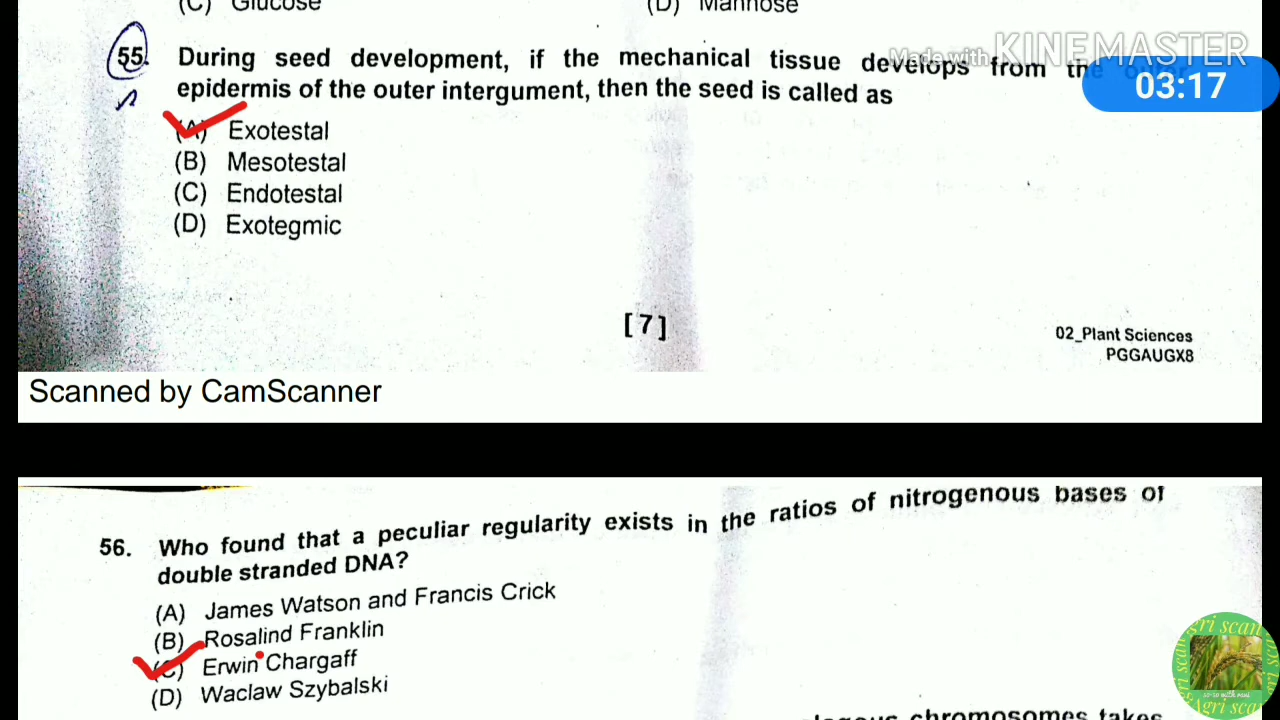 (C) Glucose (D) Mannose
Made with KINEMASTER
55. During seed development, if the mechanical tissue develops from the outer
03:17
epidermis of the outer intergument, then the seed is called as
(A) Exotestal
(B) Mesotestal
(C) Endotestal
(D) Exotegmic
[7]
02_Plant Sciences
PGGAUGX8
Scanned by CamScanner
56. Who found that a peculiar regularity exists in the ratios of nitrogenous bases of
double stranded DNA?
(A) James Watson and Francis Crick
(B) Rosalind Franklin
(C) Erwin Chargaff
(D) Waclaw Szybalski
chromosomes takes